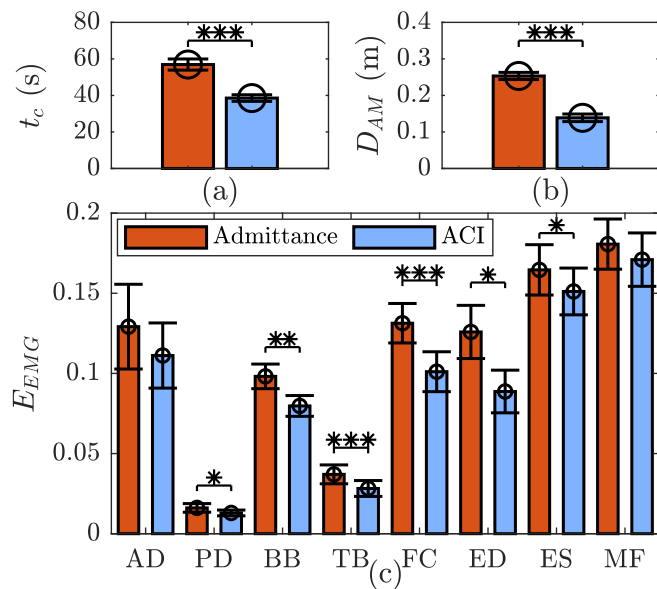 80
60
40
20
0
t_c (s)
***
(a)
0.4
0.3
0.2
0.1
0
D_AM (m)
***
(b)
0.2
0.15
0.1
0.05
0
E_EMG
Admittance ACI
* ** *** *** * *
AD PD BB TB FC ED ES MF
(c)